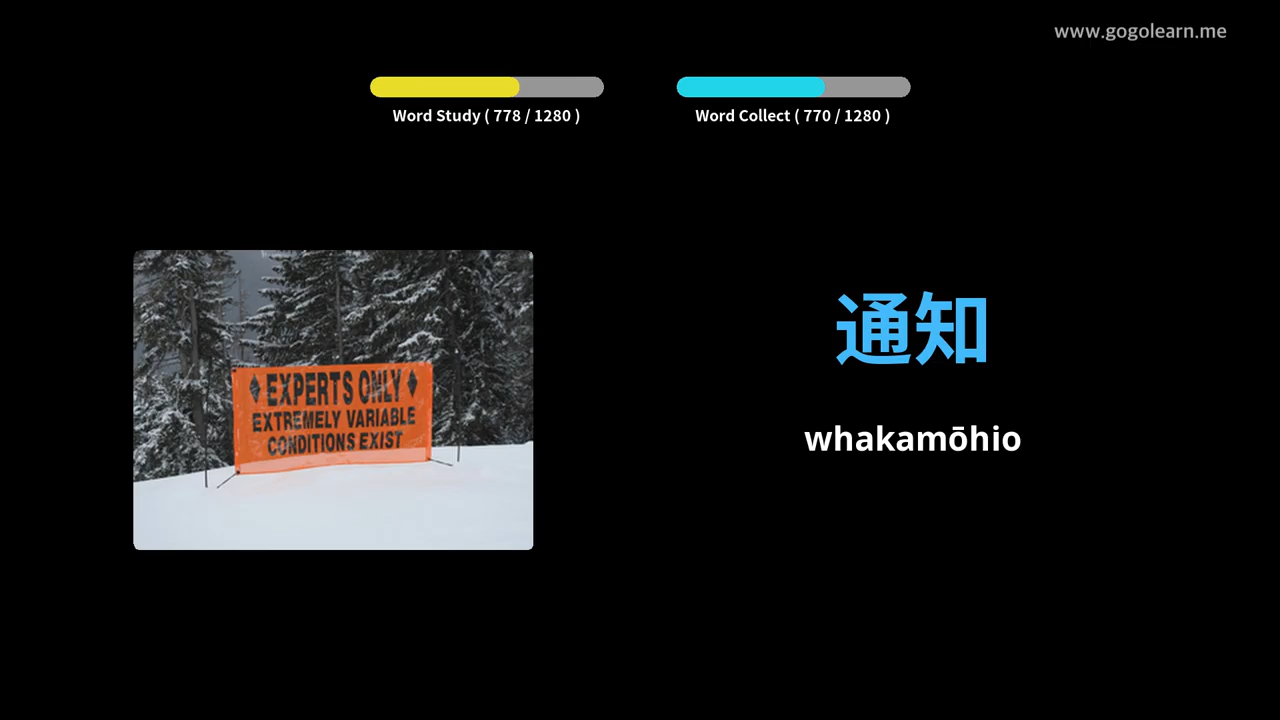 www.gogolearn.me
Word Study ( 778 / 1280 )
Word Collect ( 770 / 1280 )
EXPERTS ONLY
EXTREMELY VARIABLE
CONDITIONS EXIST
通知
whakamōhio